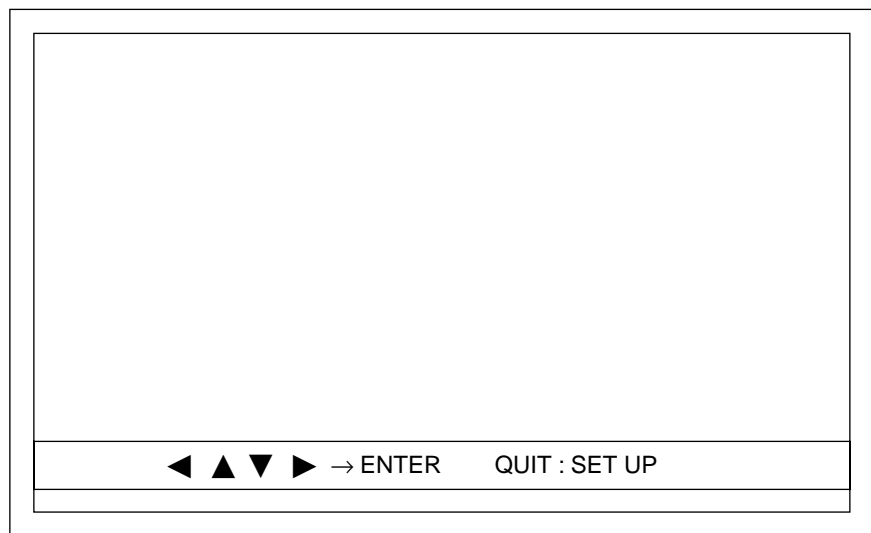 ◀ ▲ ▼ ▶ → ENTER QUIT : SET UP